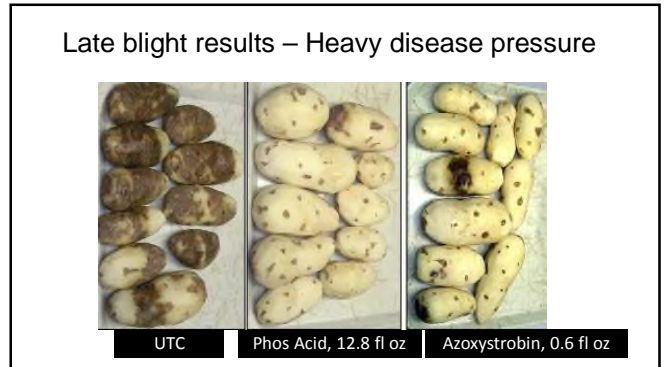 Late blight results – Heavy disease pressure
UTC
Phos Acid, 12.8 fl oz
Azoxystrobin, 0.6 fl oz